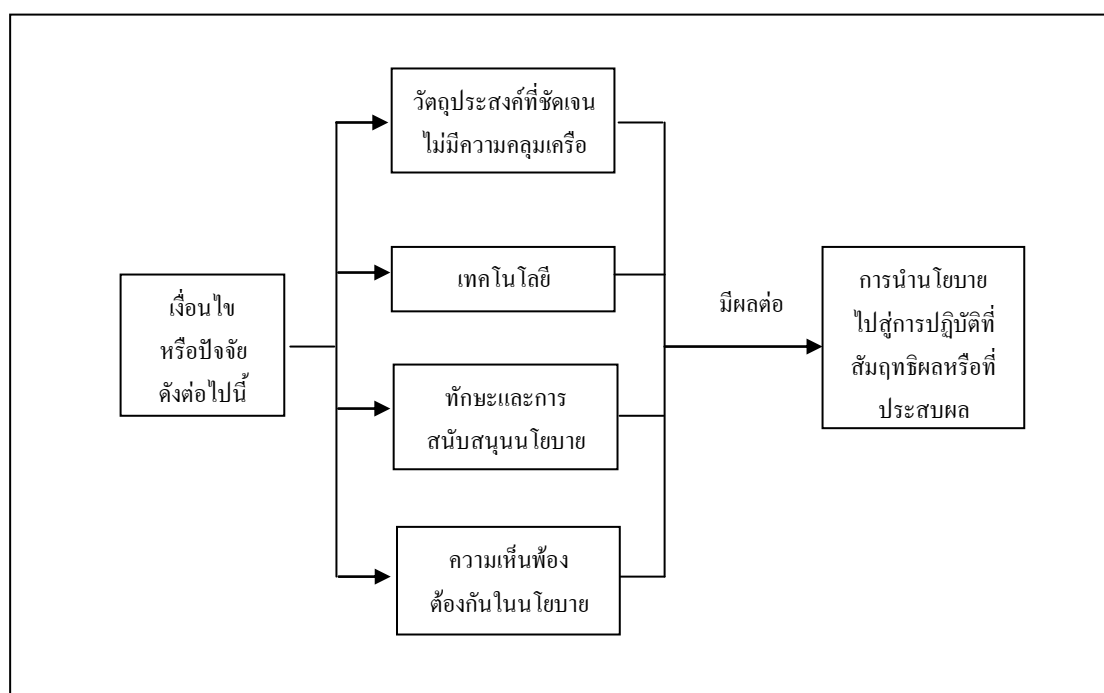 เงื่อนไข
หรือปัจจัย
ดังต่อไปนี้
วัตถุประสงค์ที่ชัดเจน
ไม่มีความคลุมเครือ
เทคโนโลยี
ทักษะและการ
สนับสนุนนโยบาย
ความเห็นพ้อง
ต้องกันในนโยบาย
มีผลต่อ
การนำนโยบาย
ไปสู่การปฏิบัติที่
สัมฤทธิผลหรือที่
ประสบผล